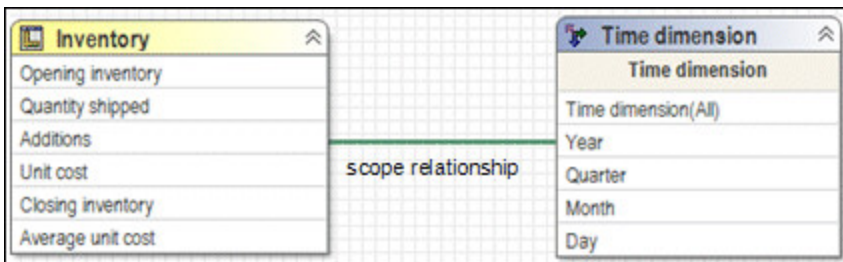 Inventory
Opening inventory
Quantity shipped
Additions
Unit cost
Closing inventory
Average unit cost
scope relationship
Time dimension
Time dimension
Time dimension(All)
Year
Quarter
Month
Day